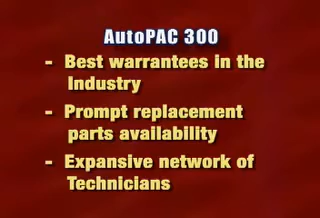 AutoPAC 300
- Best warrantees in the
Industry
- Prompt replacement
parts availability
- Expansive network of
Technicians